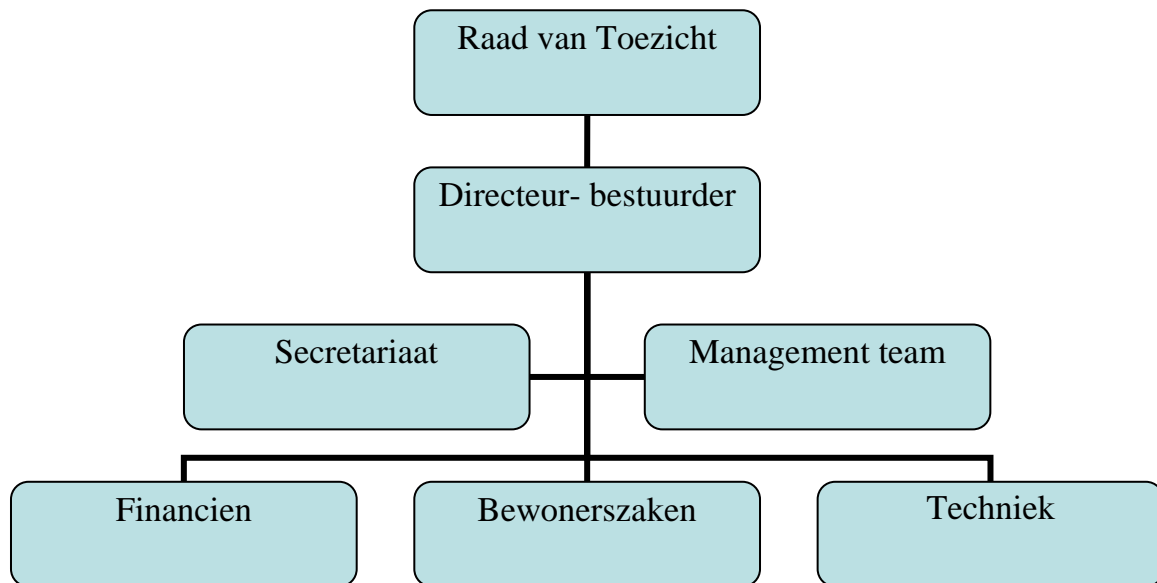 Raad van Toezicht
Directeur- bestuurder
Secretariaat
Management team
Financien
Bewonerszaken
Techniek